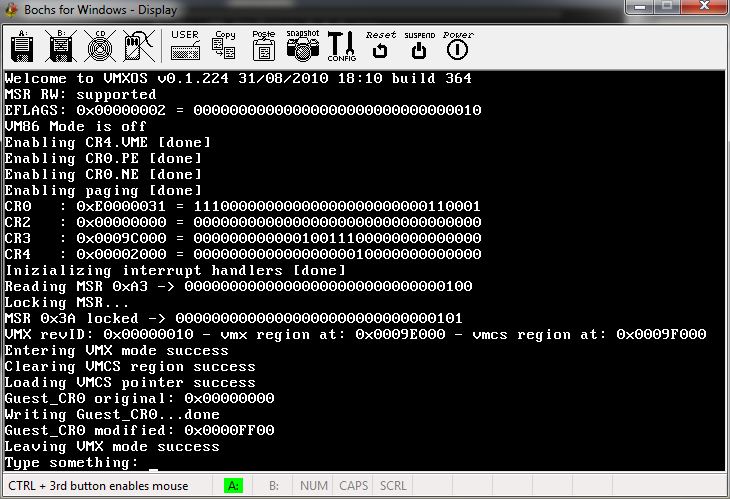 Bochs for Windows - Display
A: B: CD USER Copy Paste snapshot CONFIG Reset SUSPEND Power
Welcome to VMXOS v0.1.224 31/08/2010 18:10 build 364
MSR RW: supported
EFLAGS: 0x00000002 = 00000000000000000000000000000010
VM86 Mode is off
Enabling CR4.VME [done]
Enabling CR0.PE [done]
Enabling CR0.NE [done]
Enabling paging [done]
CR0 : 0xE0000031 = 11100000000000000000000000110001
CR2 : 0x00000000 = 00000000000000000000000000000000
CR3 : 0x0009C000 = 00000000000010011100000000000000
CR4 : 0x00002000 = 00000000000000000010000000000000
Inizializing interrupt handlers [done]
Reading MSR 0xA3 -> 00000000000000000000000000000100
Locking MSR...
MSR 0x3A locked -> 00000000000000000000000000000101
VMX revID: 0x00000010 - vmx region at: 0x0009E000 - vmcs region at: 0x0009F000
Entering VMX mode success
Clearing VMCS region success
Loading VMCS pointer success
Guest_CR0 original: 0x00000000
Writing Guest_CR0...done
Guest_CR0 modified: 0x0000FF00
Leaving VMX mode success
Type something: _
CTRL + 3rd button enables mouse A: B: NUM CAPS SCRL